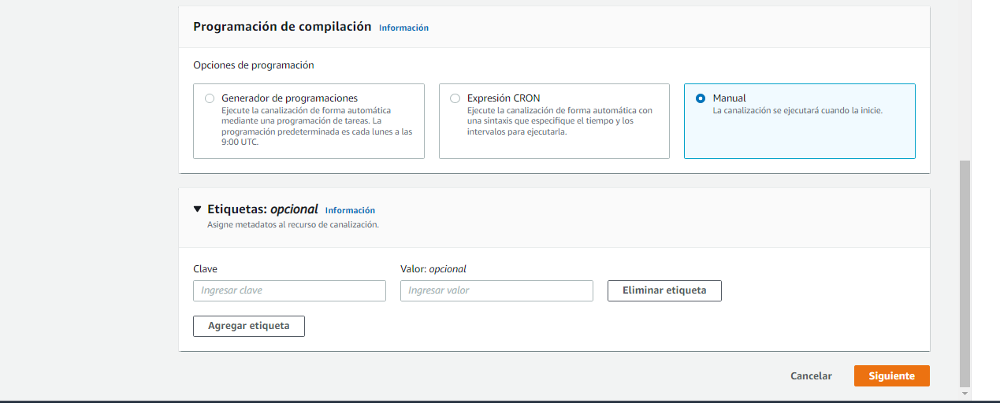 Programación de compilación Información
Opciones de programación
Generador de programaciones
Ejecute la canalización de forma automática
mediante una programación de tareas. La
programación predeterminada es cada lunes a las
9:00 UTC.
Expresión CRON
Ejecute la canalización de forma automática con
una sintaxis que especifique el tiempo y los
intervalos para ejecutarla.
Manual
La canalización se ejecutará cuando la inicie.
Etiquetas: opcional Información
Asigne metadatos al recurso de canalización.
Clave
Ingresar clave
Valor: opcional
Ingresar valor
Eliminar etiqueta
Agregar etiqueta
Cancelar
Siguiente